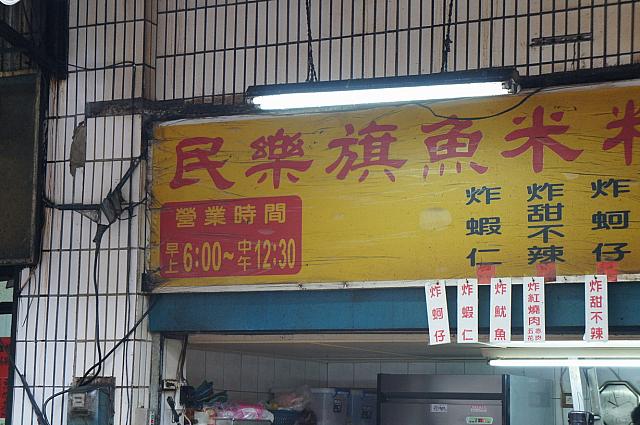 民樂旗魚米粉
營業時間
早上6:00~中午12:30
炸蝦仁
炸甜不辣
炸蚵仔
炸蚵仔
炸蝦仁
炸魷魚
炸紅燒肉
炸甜不辣